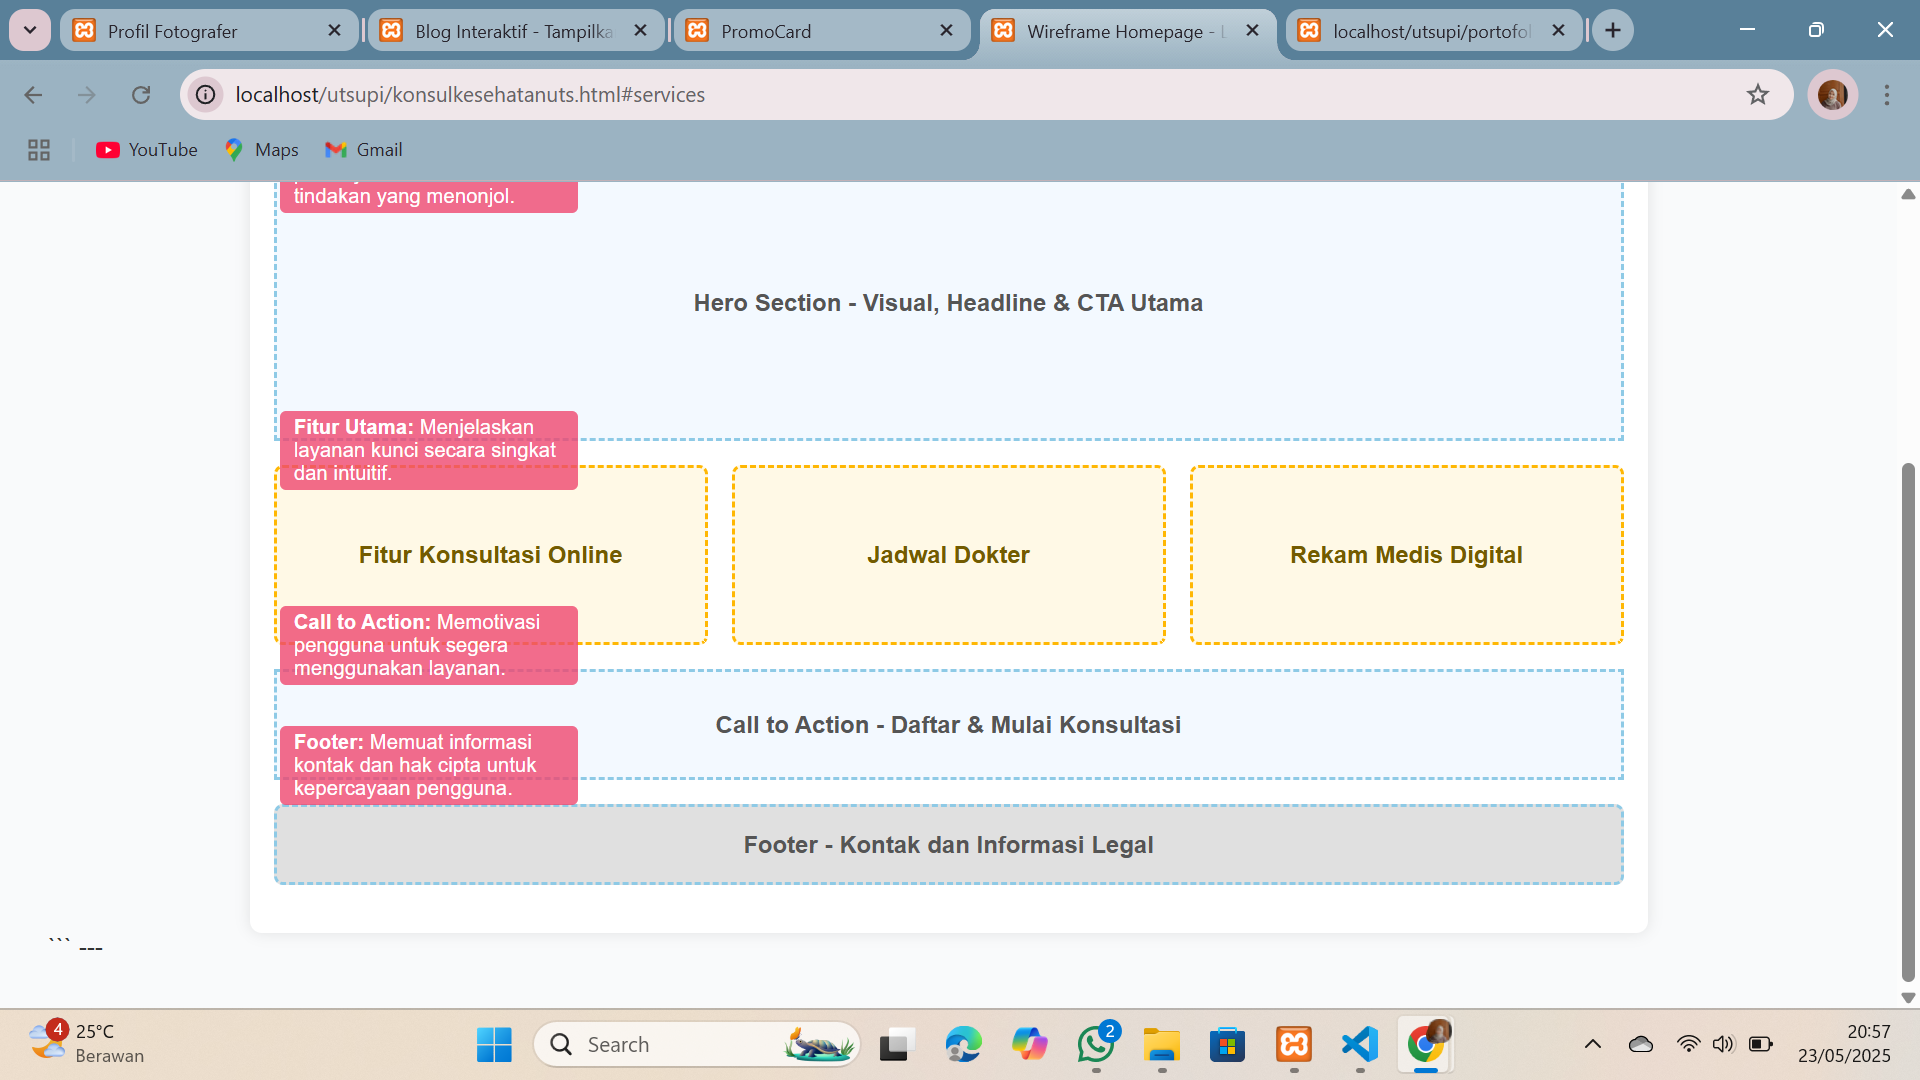 Profil Fotografer
Blog Interaktif - Tampilka
PromoCard
Wireframe Homepage - L
localhost/utsupi/portofol
localhost/utsupi/konsulkesehatanuts.html#services
YouTube
Maps
Gmail
tindakan yang menonjol.
Hero Section - Visual, Headline & CTA Utama
Fitur Utama: Menjelaskan
layanan kunci secara singkat
dan intuitif.
Fitur Konsultasi Online
Jadwal Dokter
Rekam Medis Digital
Call to Action: Memotivasi
pengguna untuk segera
menggunakan layanan.
Call to Action - Daftar & Mulai Konsultasi
Footer: Memuat informasi
kontak dan hak cipta untuk
kepercayaan pengguna.
Footer - Kontak dan Informasi Legal
``` ---
4
25°C
Berawan
Search
2
20:57
23/05/2025